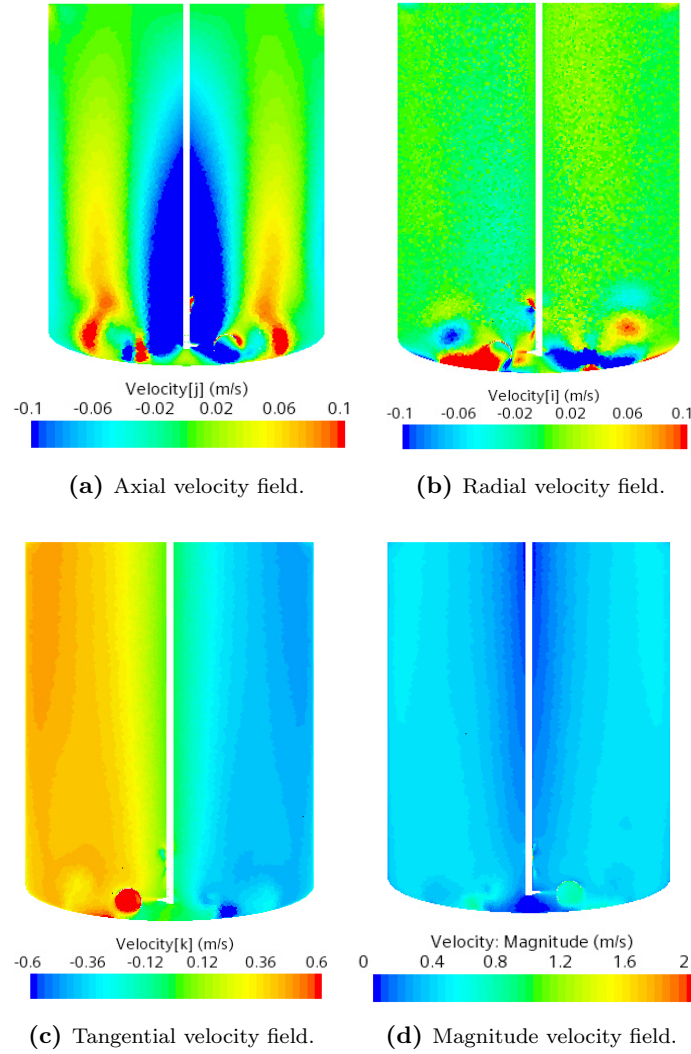 Velocity[j] (m/s)
-0.1 -0.06 -0.02 0.02 0.06 0.1
(a) Axial velocity field.
Velocity[i] (m/s)
-0.1 -0.06 -0.02 0.02 0.06 0.1
(b) Radial velocity field.
Velocity[k] (m/s)
-0.6 -0.36 -0.12 0.12 0.36 0.6
(c) Tangential velocity field.
Velocity: Magnitude (m/s)
0 0.4 0.8 1.2 1.6 2
(d) Magnitude velocity field.